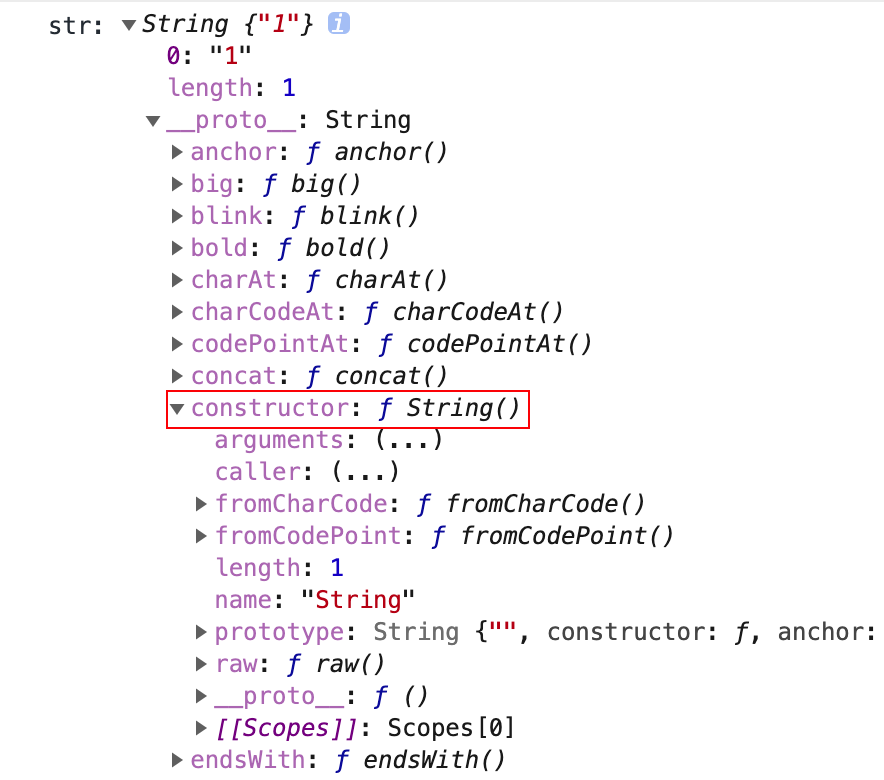 str: ▼String {"1"} i
0: "1"
length: 1
▼__proto__: String
▶anchor: ƒ anchor()
▶big: ƒ big()
▶blink: ƒ blink()
▶bold: ƒ bold()
▶charAt: ƒ charAt()
▶charCodeAt: ƒ charCodeAt()
▶codePointAt: ƒ codePointAt()
▶concat: ƒ concat()
▼constructor: ƒ String()
arguments: (...)
caller: (...)
▶fromCharCode: ƒ fromCharCode()
▶fromCodePoint: ƒ fromCodePoint()
length: 1
name: "String"
▶prototype: String {"", constructor: ƒ, anchor:
▶raw: ƒ raw()
▶__proto__: ƒ ()
▶[[Scopes]]: Scopes[0]
▶endsWith: ƒ endsWith()